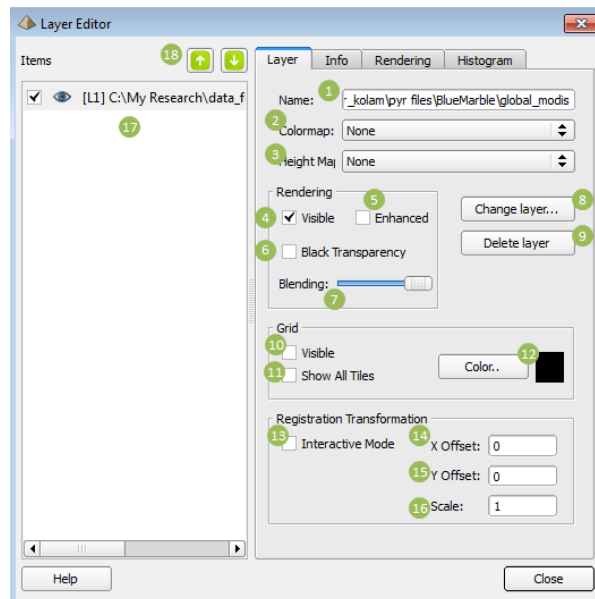 Layer Editor
Items
18
Layer Info Rendering Histogram
[L1] C:\My Research\data_f
17
Name: 1 r_kolam\pyr files\BlueMarble\global_modis
2
Colormap: None
3
Height Map None
Rendering
5
4 Visible Enhanced
Change layer... 8
6 Black Transparency
Delete layer 9
Blending:
7
Grid
10
Visible
11
Show All Tiles
Color.. 12
Registration Transformation
13
Interactive Mode
14 X Offset: 0
15 Y Offset: 0
16 Scale: 1
Help
Close